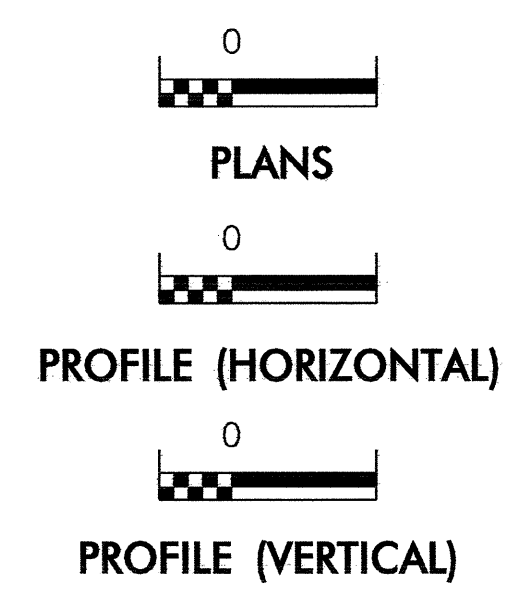 0
PLANS
0
PROFILE (HORIZONTAL)
0
PROFILE (VERTICAL)